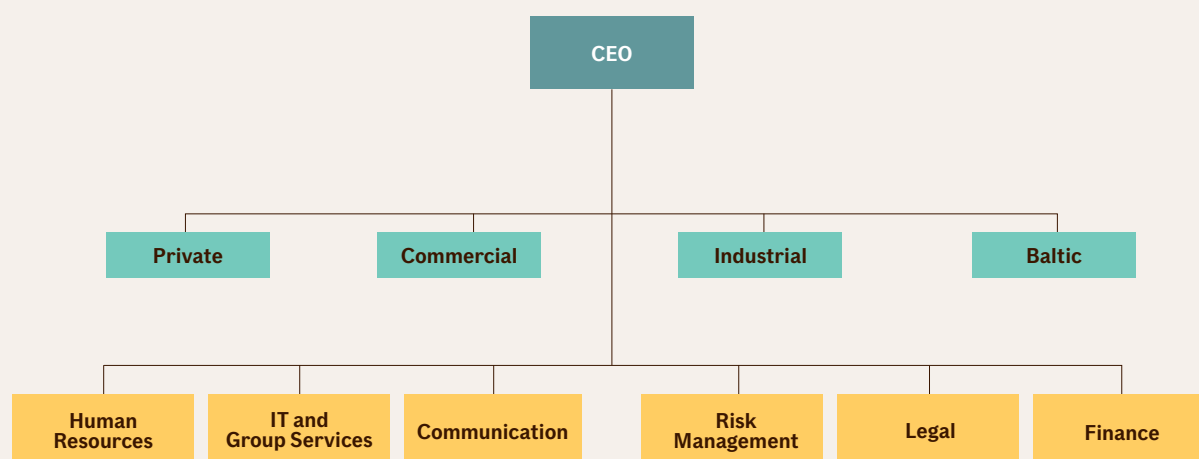 CEO
Private
Commercial
Industrial
Baltic
Human
Resources
IT and
Group Services
Communication
Risk
Management
Legal
Finance